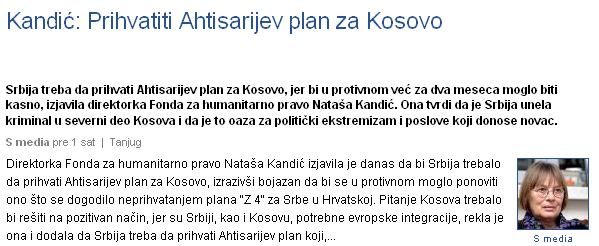 Kandić: Prihvatiti Ahtisarijev plan za Kosovo
Srbija treba da prihvati Ahtisarijev plan za Kosovo, jer bi u protivnom već za dva meseca moglo biti
kasno, izjavila direktorka Fonda za humanitarno pravo Nataša Kandić. Ona tvrdi da je Srbija unela
kriminal u severni deo Kosova i da je to oaza za politički ekstremizam i poslove koji donose novac.
S media pre 1 sat | Tanjug
Direktorka Fonda za humanitarno pravo Nataša Kandić izjavila je danas da bi Srbija trebalo
da prihvati Ahtisarijev plan za Kosovo, izrazivši bojazan da bi se u protivnom moglo ponoviti
ono što se dogodilo neprihvatanjem plana "Z 4" za Srbe u Hrvatskoj. Pitanje Kosova trebalo
bi rešiti na pozitivan način, jer su Srbiji, kao i Kosovu, potrebne evropske integracije, rekla je
ona i dodala da Srbija treba da prihvati Ahtisarijev plan koji,...
S media